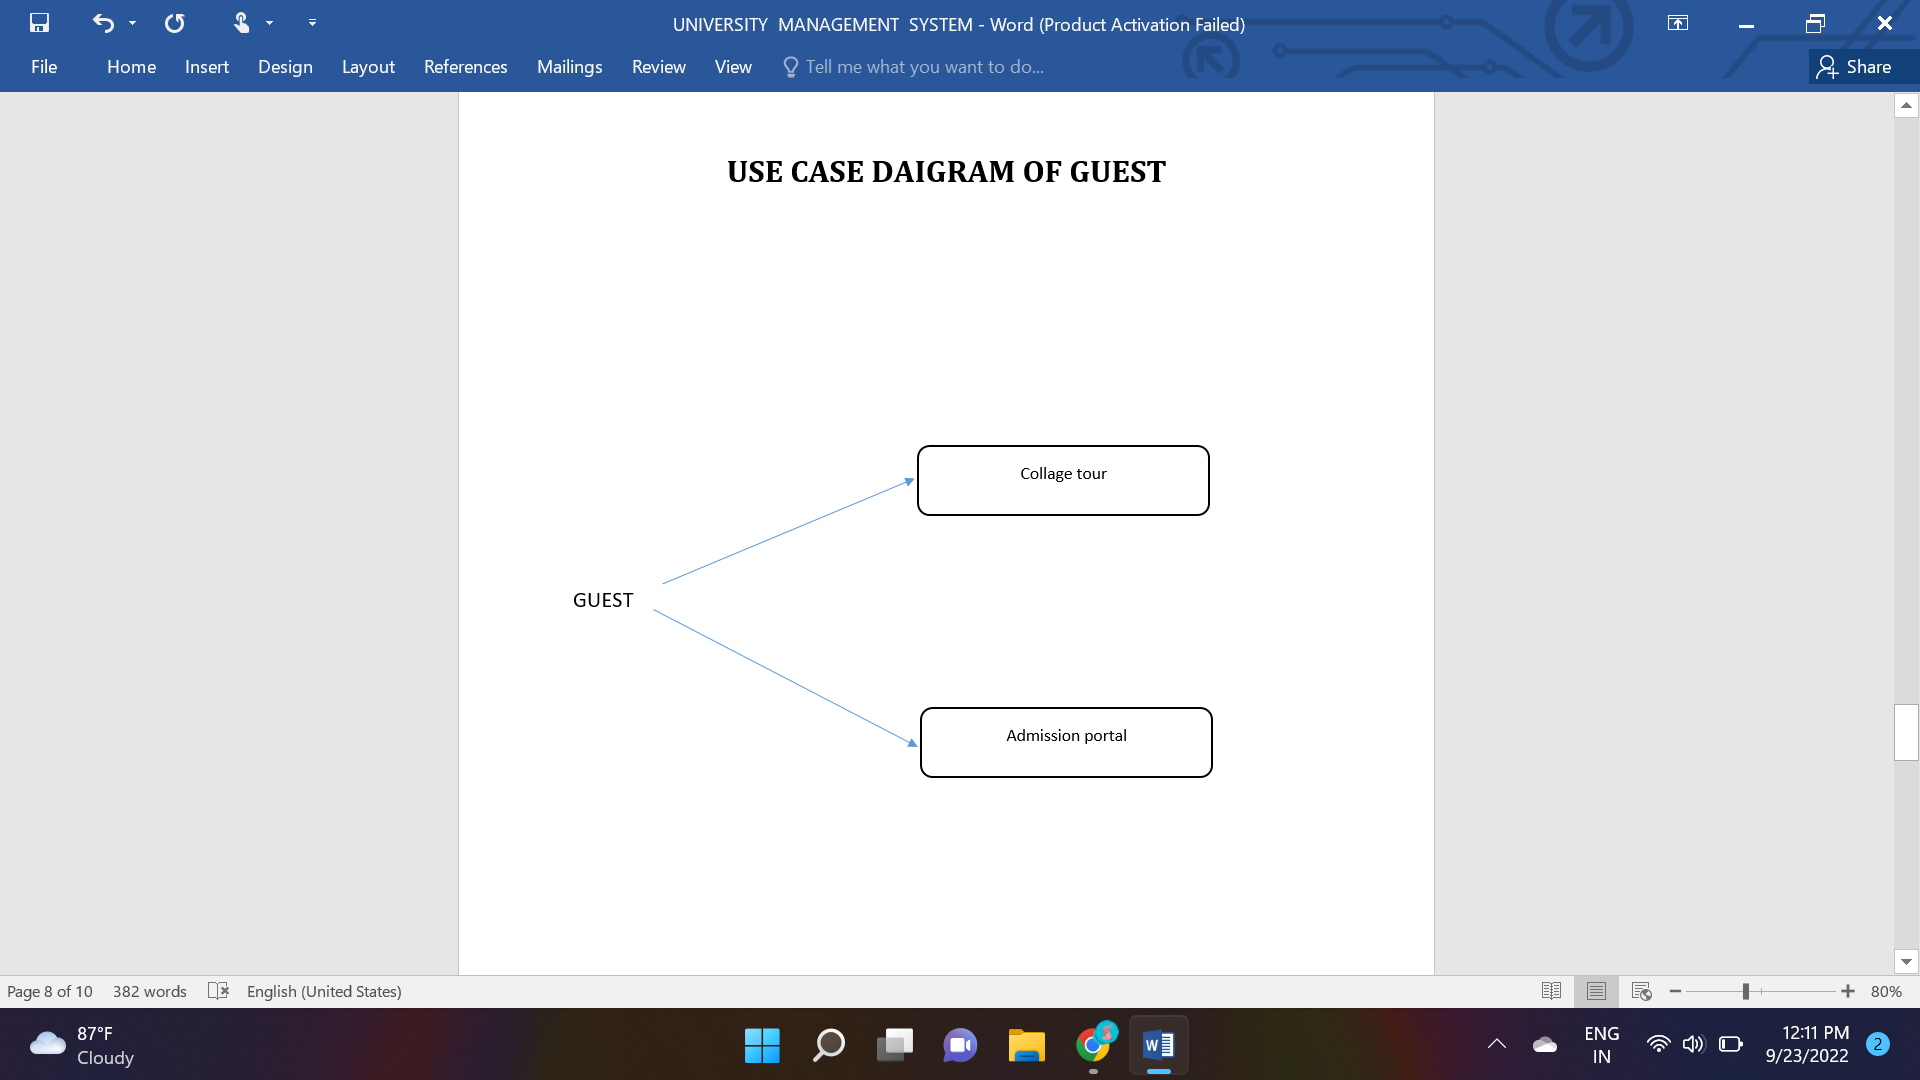 UNIVERSITY  MANAGEMENT  SYSTEM - Word (Product Activation Failed)
File Home Insert Design Layout References Mailings Review View Tell me what you want to do... Share
USE CASE DAIGRAM OF GUEST
Collage tour
GUEST
Admission portal
Page 8 of 10 382 words English (United States) 80%
87°F
Cloudy
W
ENG
IN
12:11 PM
9/23/2022
2